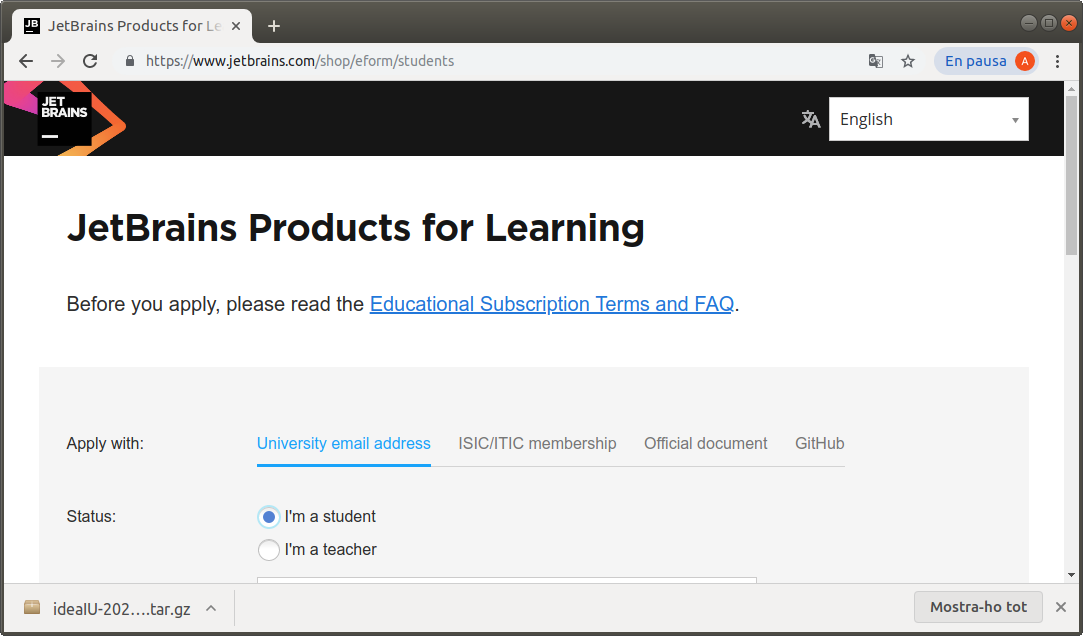 JetBrains Products for Le
https://www.jetbrains.com/shop/eform/students
En pausa
A
JET
BRAINS
English
JetBrains Products for Learning
Before you apply, please read the Educational Subscription Terms and FAQ.
Apply with:
University email address
ISIC/ITIC membership
Official document
GitHub
Status:
I'm a student
I'm a teacher
ideaIU-202….tar.gz
Mostra-ho tot